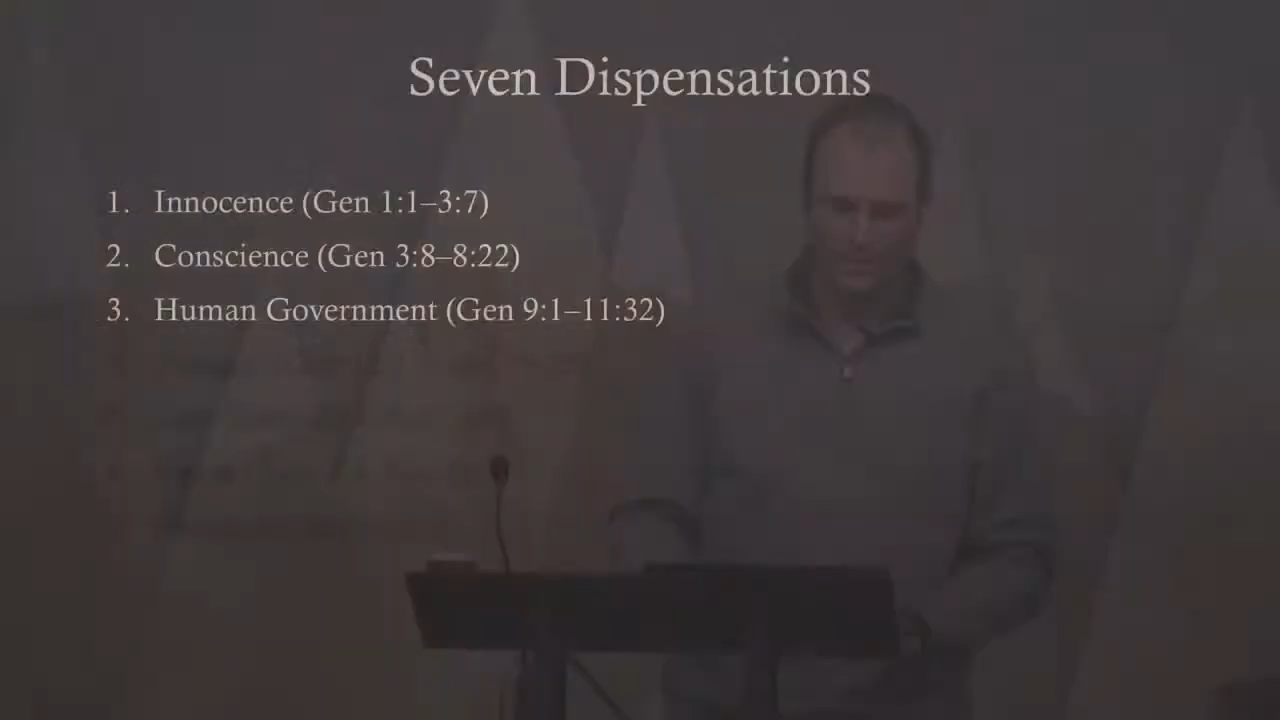 Seven Dispensations
1. Innocence (Gen 1:1–3:7)
2. Conscience (Gen 3:8–8:22)
3. Human Government (Gen 9:1–11:32)